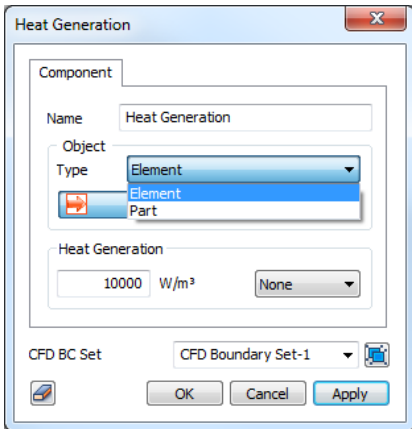 Heat Generation
Component
Name Heat Generation
Object
Type Element
Element
Part
Heat Generation
10000 W/m³ None
CFD BC Set CFD Boundary Set-1
OK Cancel Apply